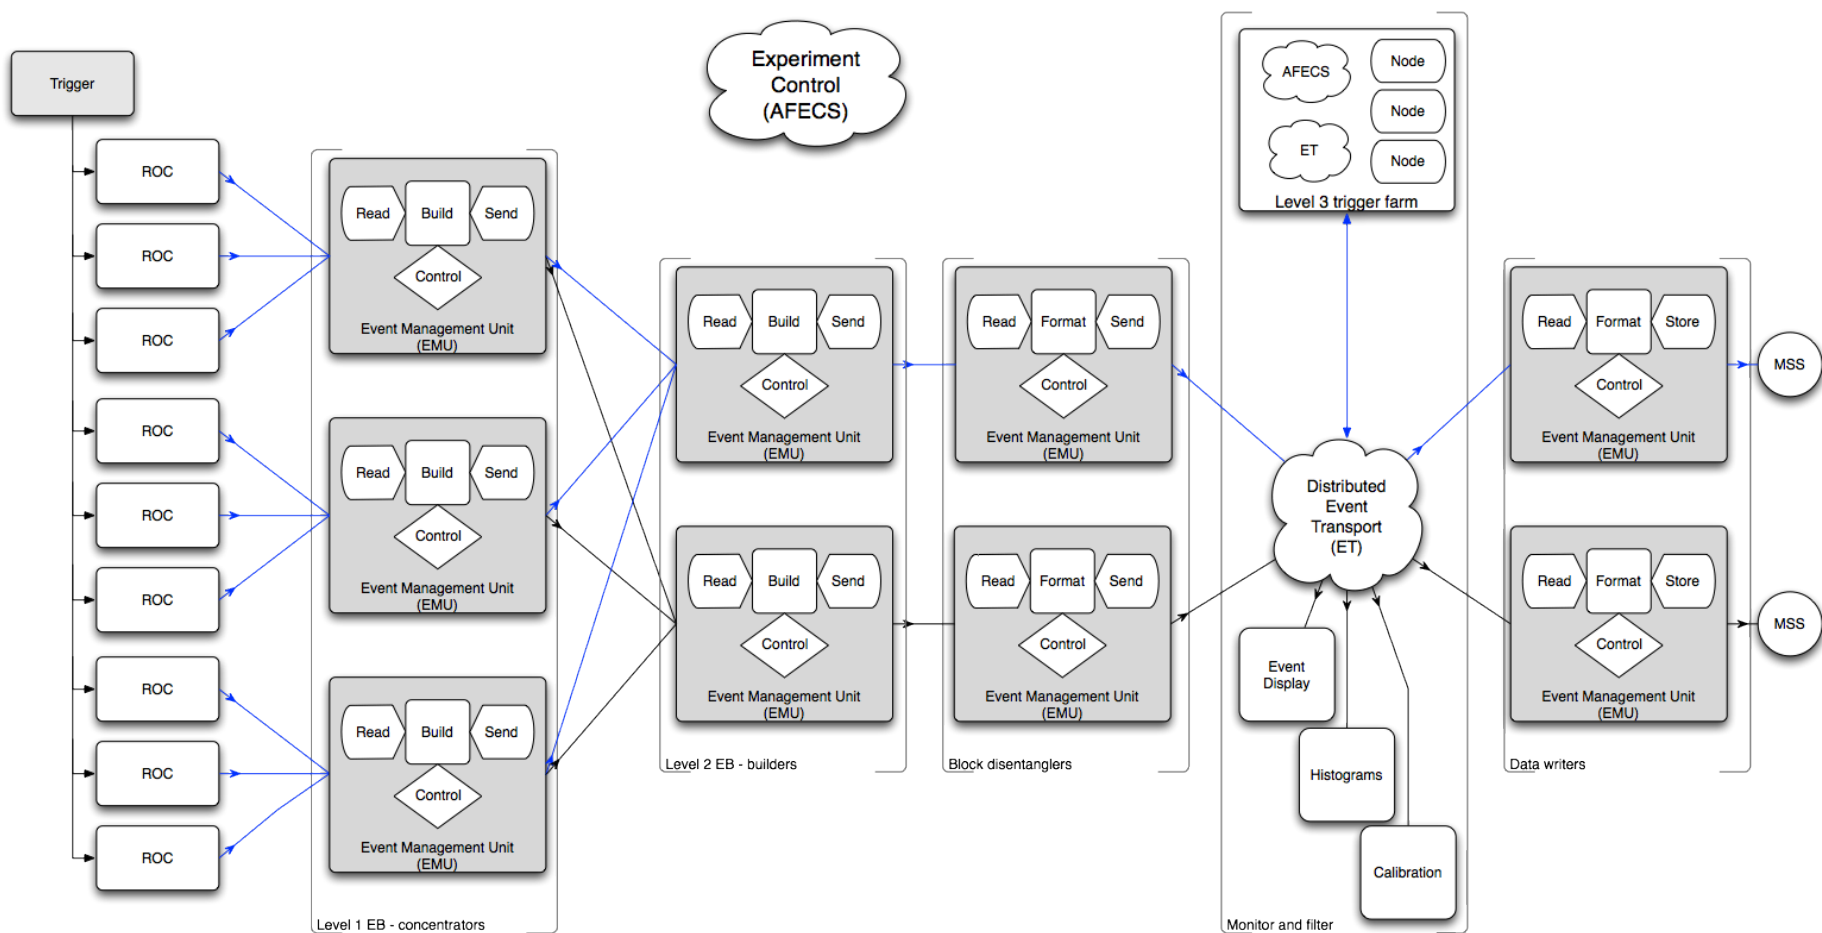 Trigger
ROC
ROC
ROC
ROC
ROC
ROC
ROC
ROC
ROC
Read
Build
Send
Control
Event Management Unit
(EMU)
Read
Build
Send
Control
Event Management Unit
(EMU)
Read
Build
Send
Control
Event Management Unit
(EMU)
Level 1 EB - concentrators
Experiment
Control
(AFECS)
Read
Build
Send
Control
Event Management Unit
(EMU)
Read
Build
Send
Control
Event Management Unit
(EMU)
Level 2 EB - builders
Read
Format
Send
Control
Event Management Unit
(EMU)
Read
Format
Send
Control
Event Management Unit
(EMU)
Block disentanglers
AFECS
ET
Node
Node
Node
Level 3 trigger farm
Distributed
Event
Transport
(ET)
Event
Display
Histograms
Calibration
Monitor and filter
Read
Format
Store
Control
Event Management Unit
(EMU)
Read
Format
Store
Control
Event Management Unit
(EMU)
Data writers
MSS
MSS